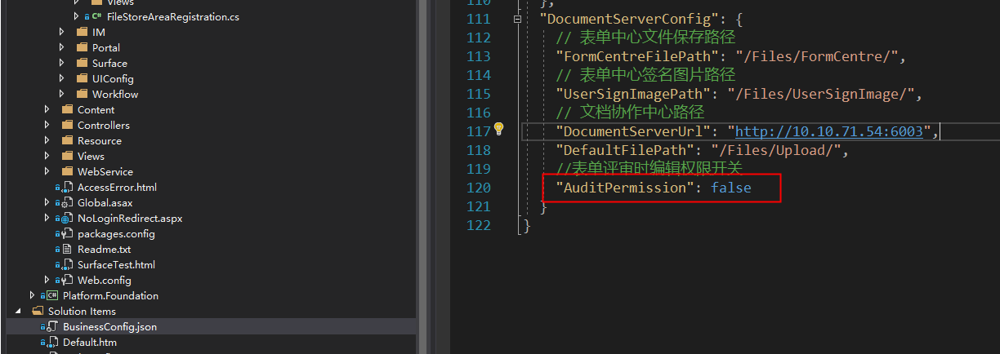 Views
FileStoreAreaRegistration.cs
IM
Portal
Surface
UIConfig
Workflow
Content
Controllers
Resource
Views
WebService
AccessError.html
Global.asax
NoLoginRedirect.aspx
packages.config
Readme.txt
SurfaceTest.html
Web.config
Platform.Foundation
Solution Items
BusinessConfig.json
Default.htm
110 },
111 "DocumentServerConfig": {
112 // 表单中心文件保存路径
113 "FormCentreFilePath": "/Files/FormCentre/",
114 // 表单中心签名图片路径
115 "UserSignImagePath": "/Files/UserSignImage/",
116 // 文档协作中心路径
117 "DocumentServerUrl": "http://10.10.71.54:6003",
118 "DefaultFilePath": "/Files/Upload/",
119 //表单评审时编辑权限开关
120 "AuditPermission": false
121 }
122 }